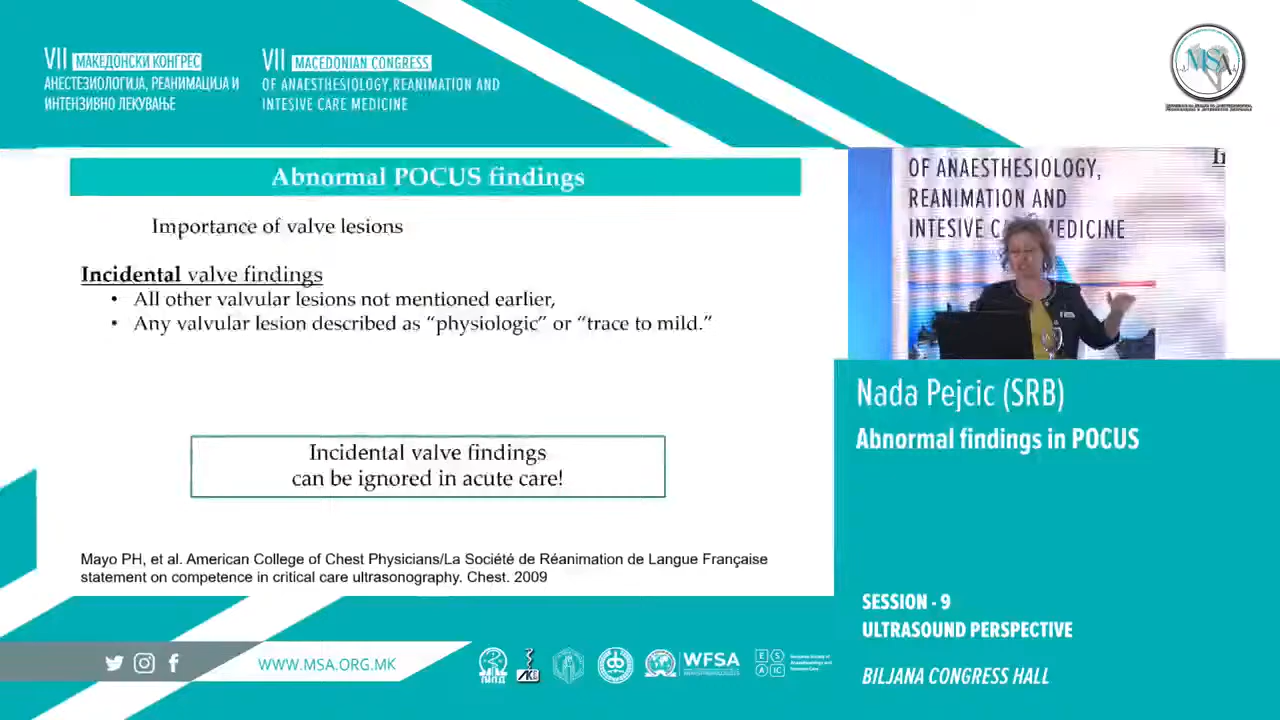 VII МАКЕДОНСКИ КОНГРЕС
АНЕСТЕЗИОЛОГИЈА, РЕАНИМАЦИЈА И
ИНТЕНЗИВНО ЛЕКУВАЊЕ
VII MACEDONIAN CONGRESS
OF ANAESTHESIOLOGY,REANIMATION AND
INTESIVE CARE MEDICINE
MSA
Abnormal POCUS findings
Importance of valve lesions
Incidental valve findings
• All other valvular lesions not mentioned earlier,
• Any valvular lesion described as “physiologic” or “trace to mild.”
Incidental valve findings
can be ignored in acute care!
Mayo PH, et al. American College of Chest Physicians/La Société de Réanimation de Langue Française
statement on competence in critical care ultrasonography. Chest. 2009
OF ANAESTHESIOLOGY,
REANIMATION AND
INTESIVE C MEDICINE
Nada Pejcic (SRB)
Abnormal findings in POCUS
SESSION - 9
ULTRASOUND PERSPECTIVE
BILJANA CONGRESS HALL
WWW.MSA.ORG.MK
WFSA
ESAIC